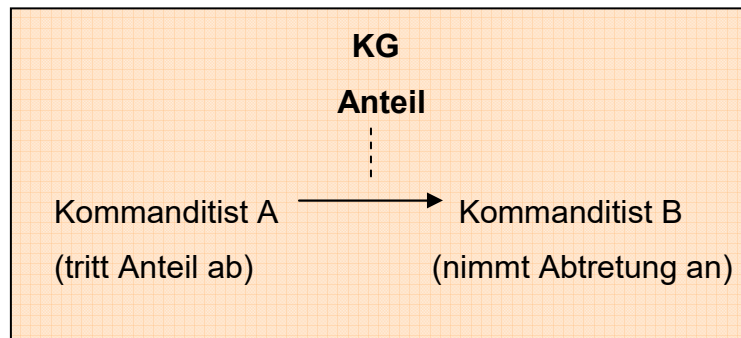 KG
Anteil
Kommanditist A Kommanditist B
(tritt Anteil ab) (nimmt Abtretung an)